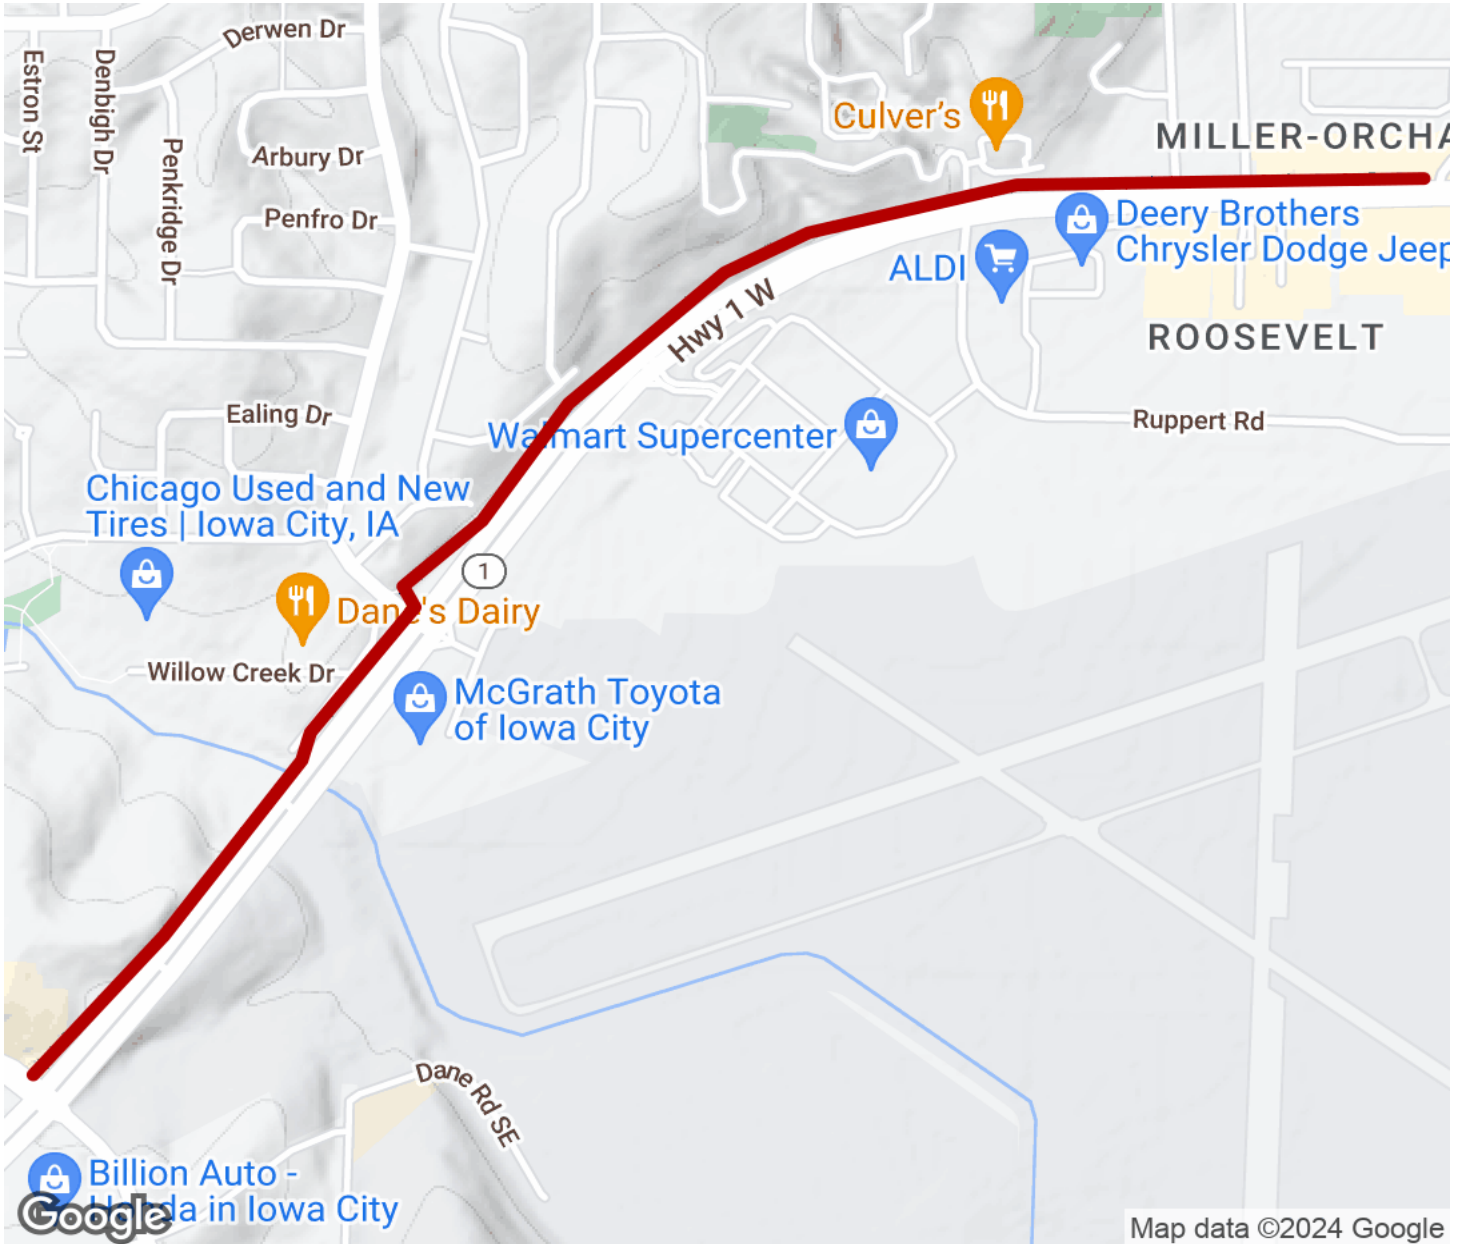 Derwen Dr
Estron St
Denbigh Dr
Penkridge Dr
Arbury Dr
Penfro Dr
Culver's
MILLER-ORCHA
Deery Brothers
Chrysler Dodge Jeep
ALDI
Hwy 1 W
ROOSEVELT
Ealing Dr
Walmart Supercenter
Ruppert Rd
Chicago Used and New
Tires | Iowa City, IA
1
Dane's Dairy
Willow Creek Dr
McGrath Toyota
of Iowa City
Dane Rd SE
Billion Auto -
Honda in Iowa City
Google
Map data ©2024 Google